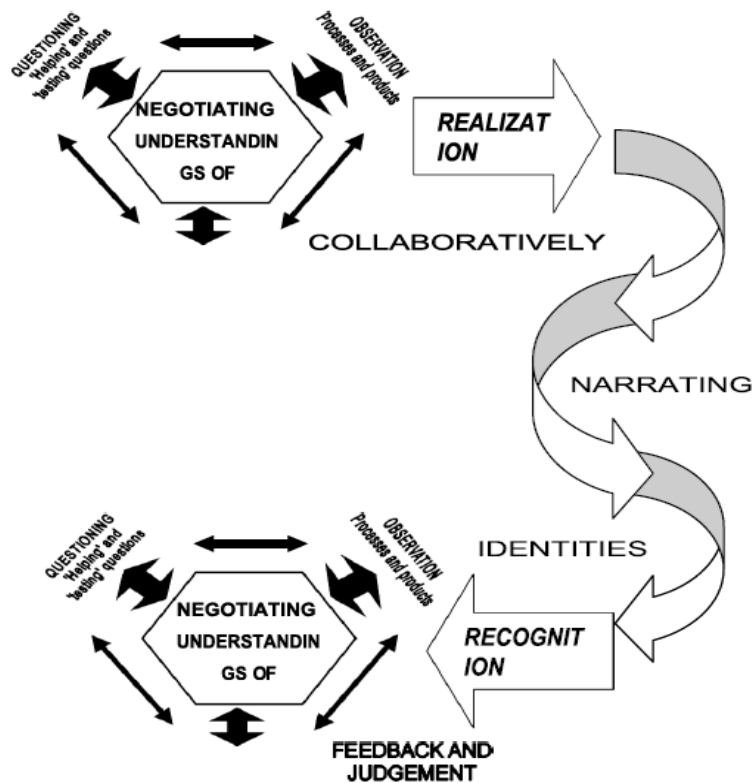 QUESTIONING
'Helping' and
'testing' questions
OBSERVATION
'Processes and products
NEGOTIATING
UNDERSTANDIN
GS OF
REALIZAT
ION
COLLABORATIVELY
NARRATING
IDENTITIES
QUESTIONING
'Helping' and
'testing' questions
OBSERVATION
'Processes and products
NEGOTIATING
UNDERSTANDIN
GS OF
RECOGNIT
ION
FEEDBACK AND
JUDGEMENT